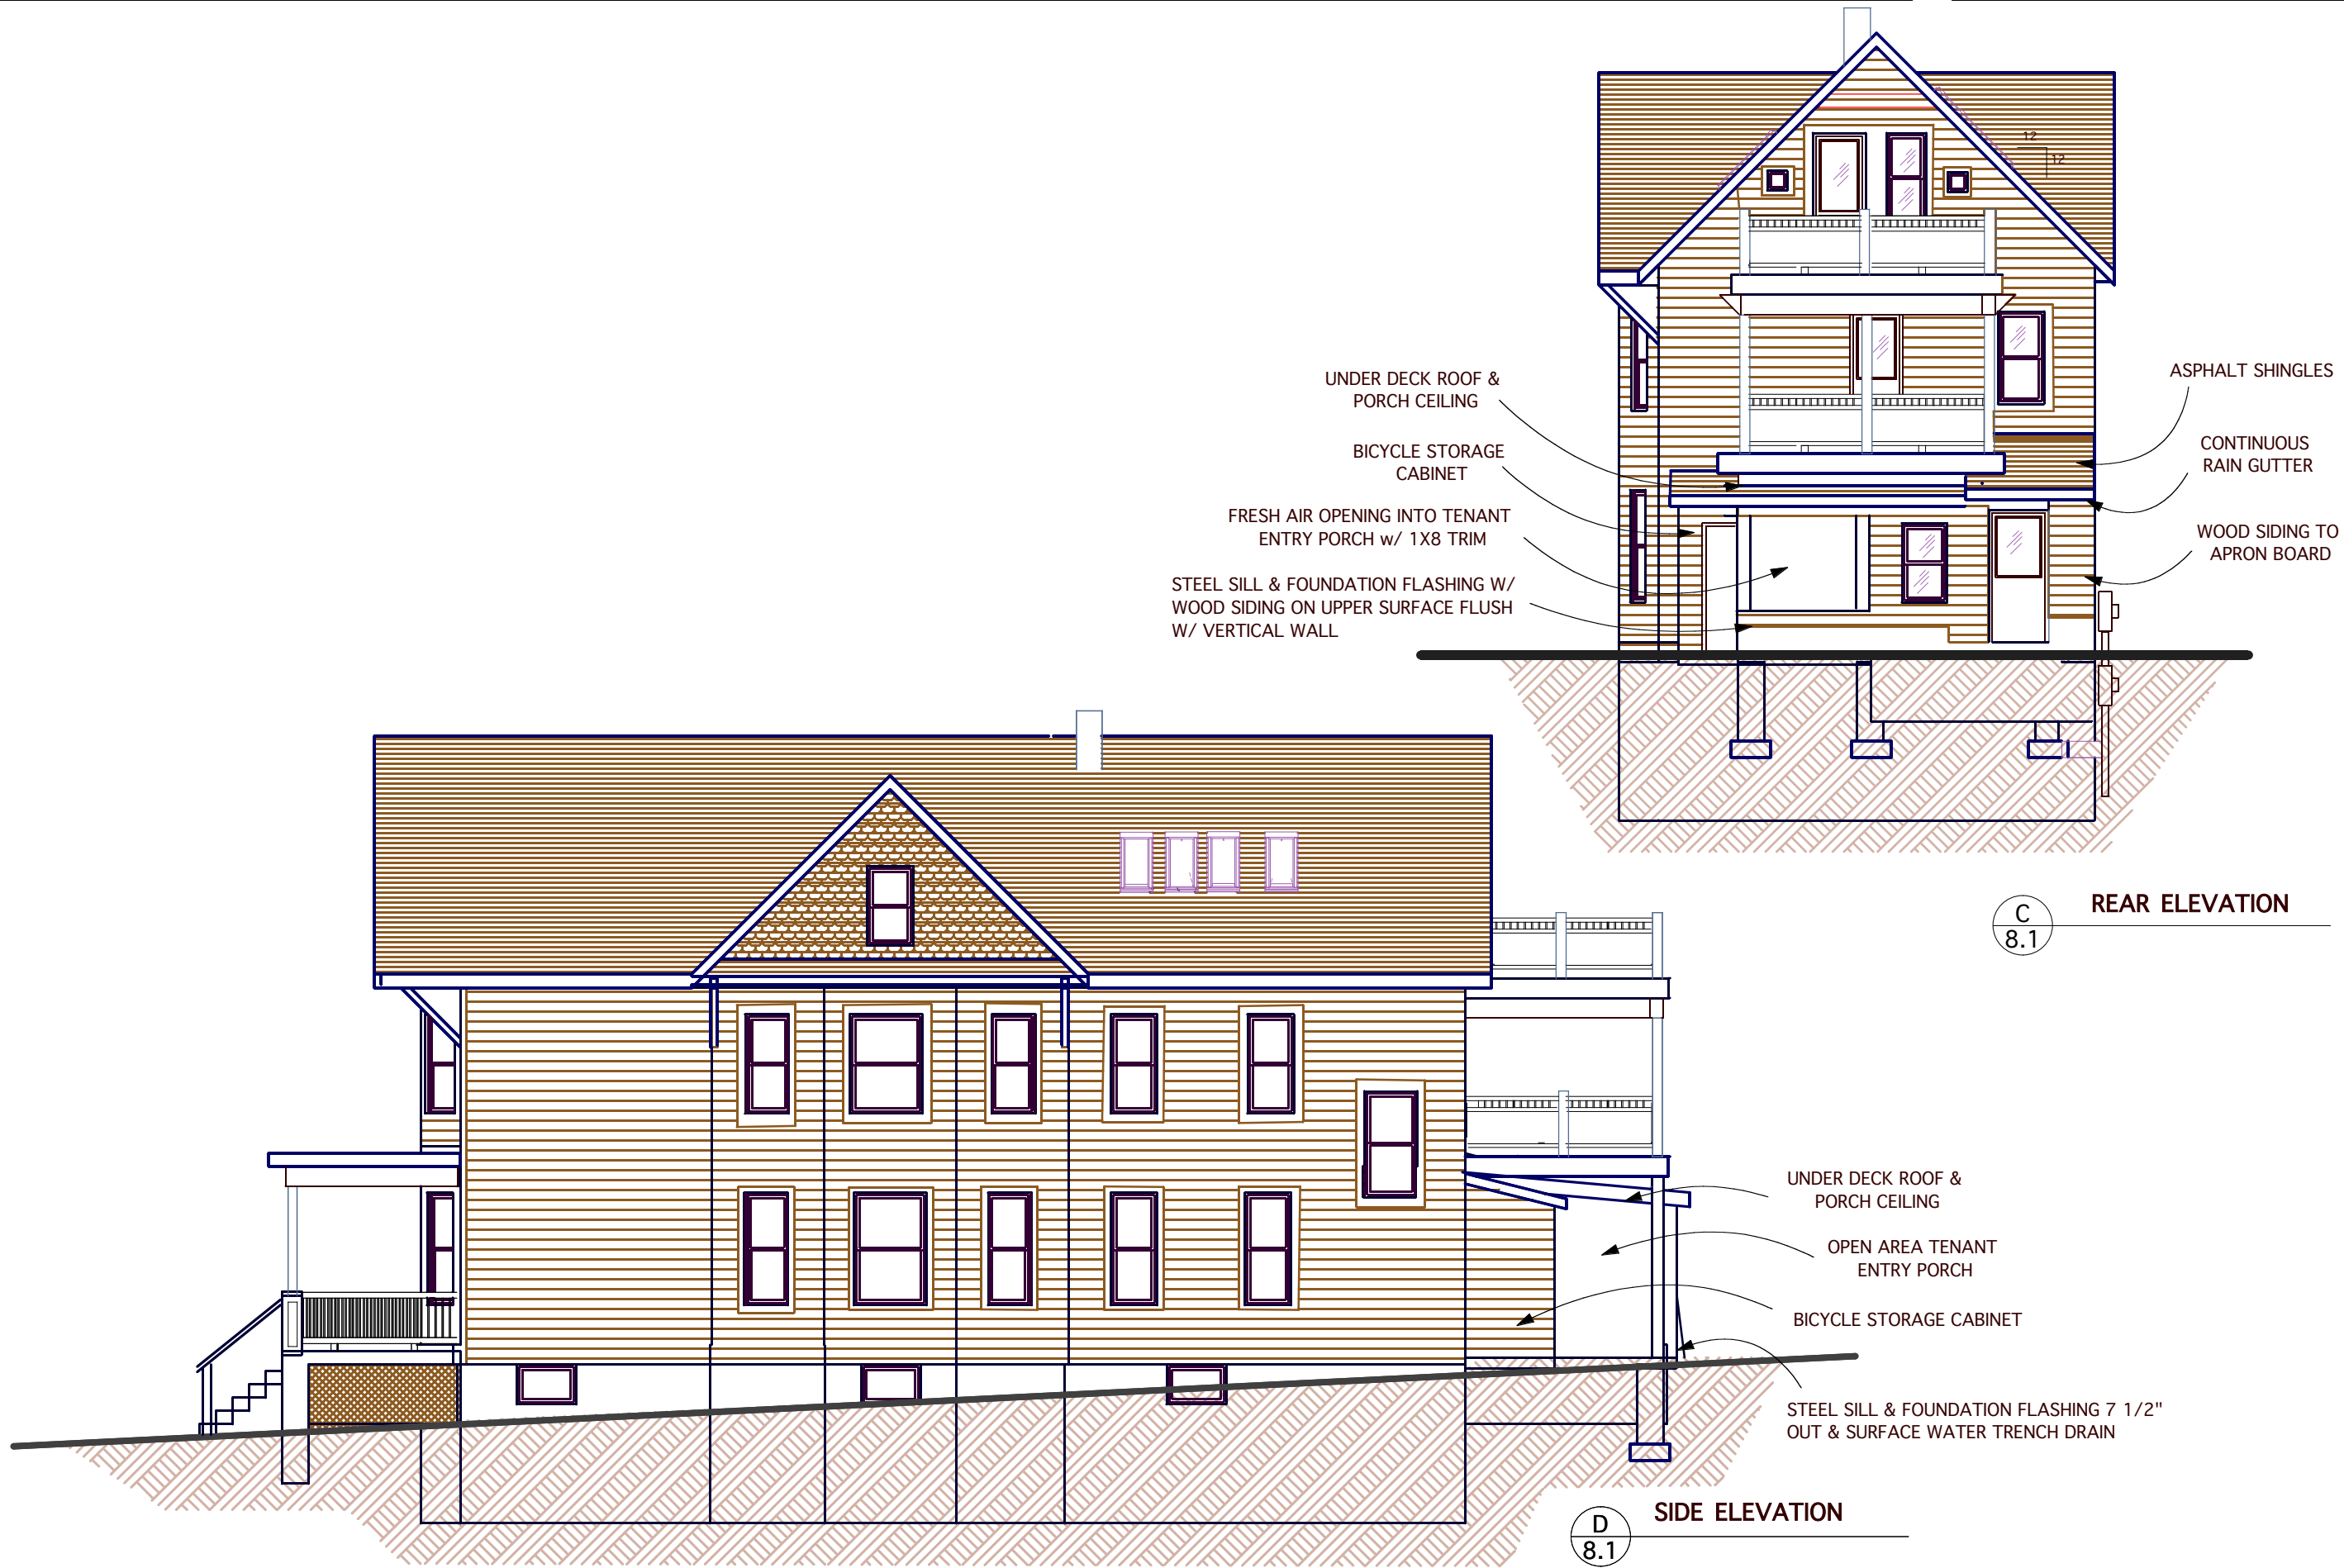 12
12
UNDER DECK ROOF &
PORCH CEILING
BICYCLE STORAGE
CABINET
FRESH AIR OPENING INTO TENANT
ENTRY PORCH w/ 1X8 TRIM
STEEL SILL & FOUNDATION FLASHING W/
WOOD SIDING ON UPPER SURFACE FLUSH
W/ VERTICAL WALL
ASPHALT SHINGLES
CONTINUOUS
RAIN GUTTER
WOOD SIDING TO
APRON BOARD
C
8.1
REAR ELEVATION
UNDER DECK ROOF &
PORCH CEILING
OPEN AREA TENANT
ENTRY PORCH
BICYCLE STORAGE CABINET
STEEL SILL & FOUNDATION FLASHING 7 1/2"
OUT & SURFACE WATER TRENCH DRAIN
D
8.1
SIDE ELEVATION